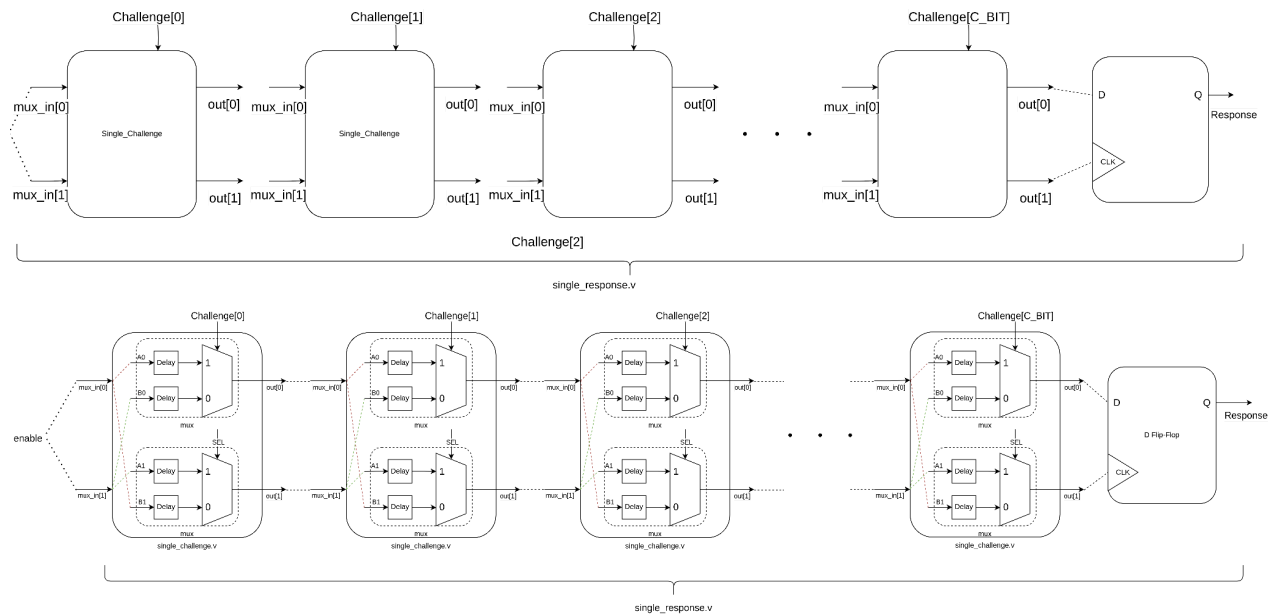 Challenge[0]
Challenge[1]
Challenge[2]
Challenge[C_BIT]
mux_in[0]
out[0]
mux_in[0]
out[0]
mux_in[0]
out[0]
mux_in[0]
out[0]
D
Q
Response
Single_Challenge
Single_Challenge
CLK
mux_in[1]
out[1]
mux_in[1]
out[1]
mux_in[1]
out[1]
mux_in[1]
out[1]
Challenge[2]
single_response.v
Challenge[0]
Challenge[1]
Challenge[2]
Challenge[C_BIT]
enable
mux_in[0]
A0
Delay
1
B0
Delay
0
mux
out[0]
SEL
mux_in[1]
A1
Delay
1
B1
Delay
0
mux
out[1]
single_challenge.v
mux_in[0]
A0
Delay
1
B0
Delay
0
mux
out[0]
SEL
mux_in[1]
A1
Delay
1
B1
Delay
0
mux
out[1]
single_challenge.v
mux_in[0]
A0
Delay
1
B0
Delay
0
mux
out[0]
SEL
mux_in[1]
A1
Delay
1
B1
Delay
0
mux
out[1]
single_challenge.v
mux_in[0]
A0
Delay
1
B0
Delay
0
mux
out[0]
SEL
mux_in[1]
A1
Delay
1
B1
Delay
0
mux
out[1]
single_challenge.v
D
Q
Response
D Flip-Flop
CLK
single_response.v